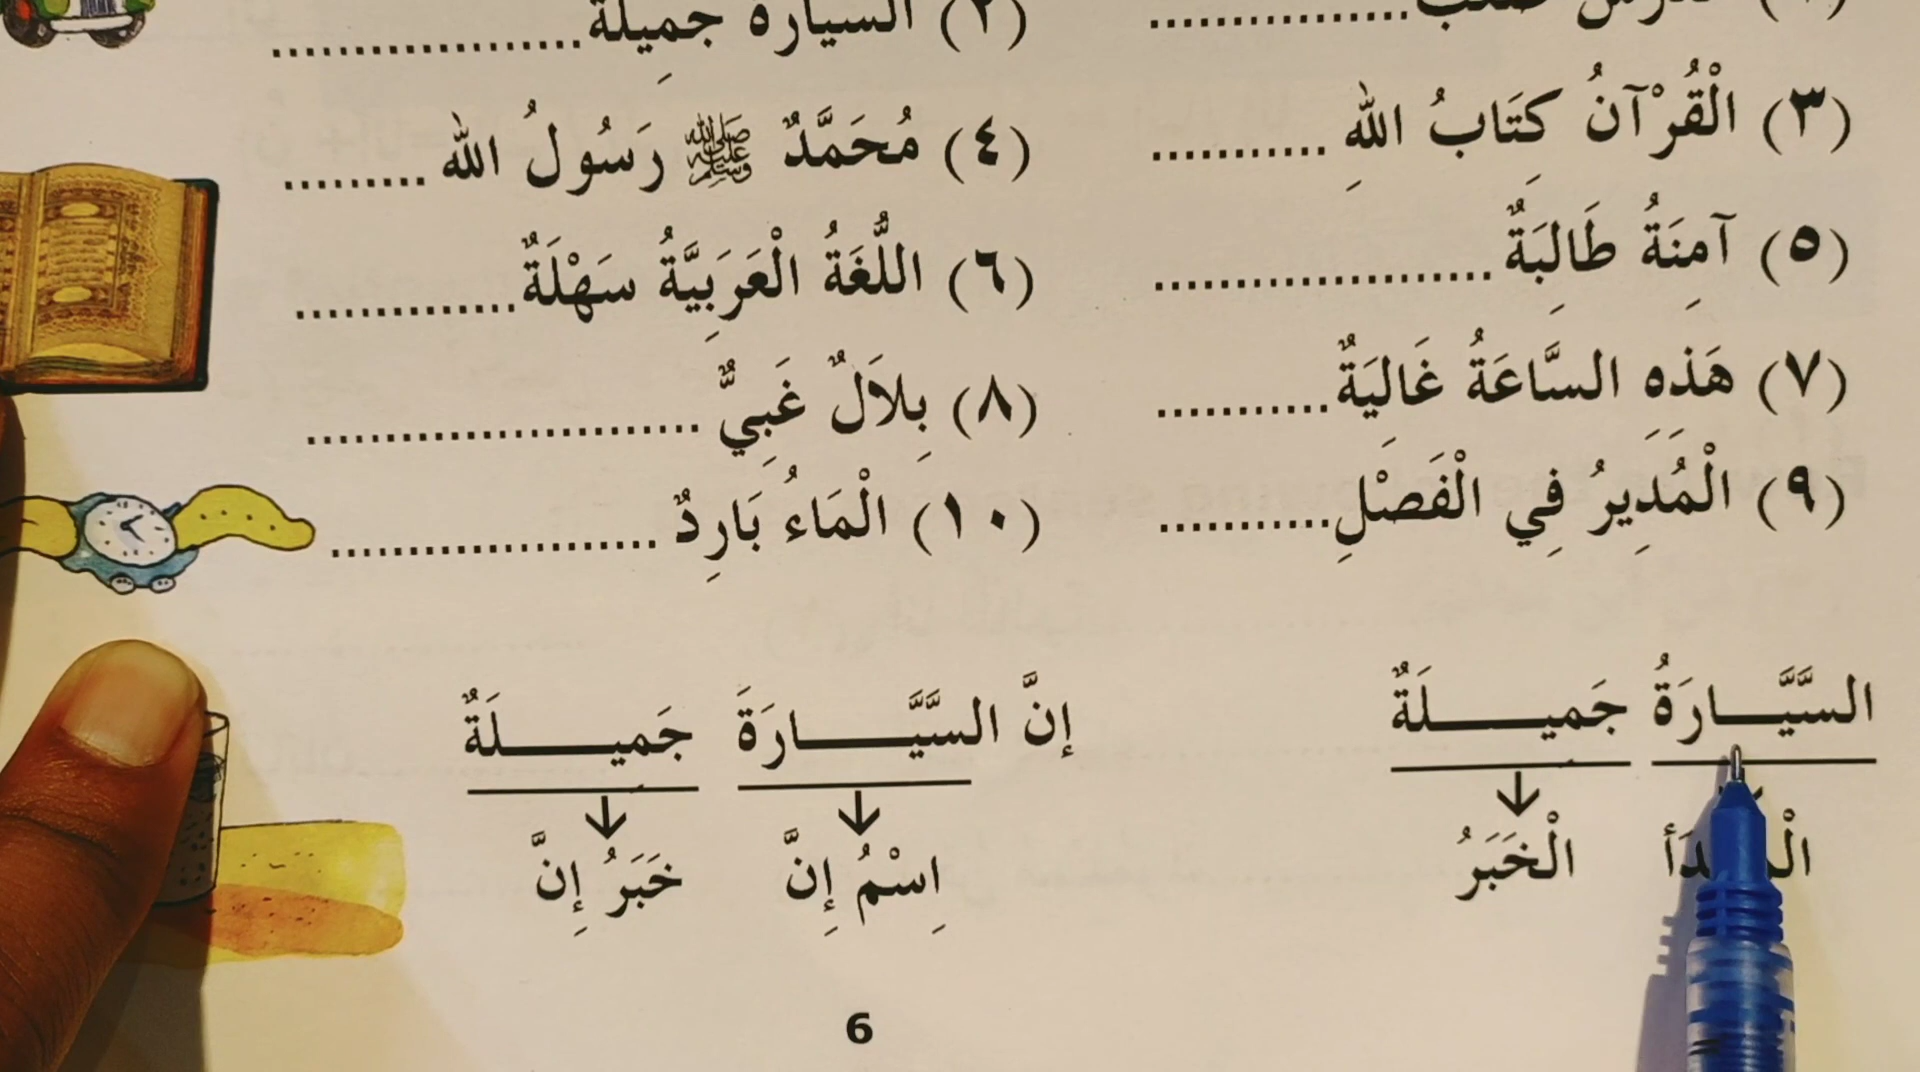 (٢) السيارة جَمِيلَة..................
(٣) الْقُرْآنُ كِتَابُ اللهِ........... (٤) مُحَمَّدٌ ﷺ رَسُولُ الله.........
(٥) آمِنَةُ طَالِبَةٌ..................... (٦) اللُّغَةُ الْعَرَبِيَّةُ سَهْلَةٌ..............
(٧) هَذِهِ السَّاعَةُ غَالِيَةٌ........... (٨) بِلاَلٌ غَبِيٌّ.........................
(٩) الْمُدِيرُ فِي الْفَصْلِ........... (١٠) الْمَاءُ بَارِدٌ.....................
السَّيَّارَةُ جَمِيلَةٌ إنَّ السَّيَّارَةَ جَمِيلَةٌ
الْخَبَرُ اِسْمُ إِنَّ خَبَرُ إِنَّ
6